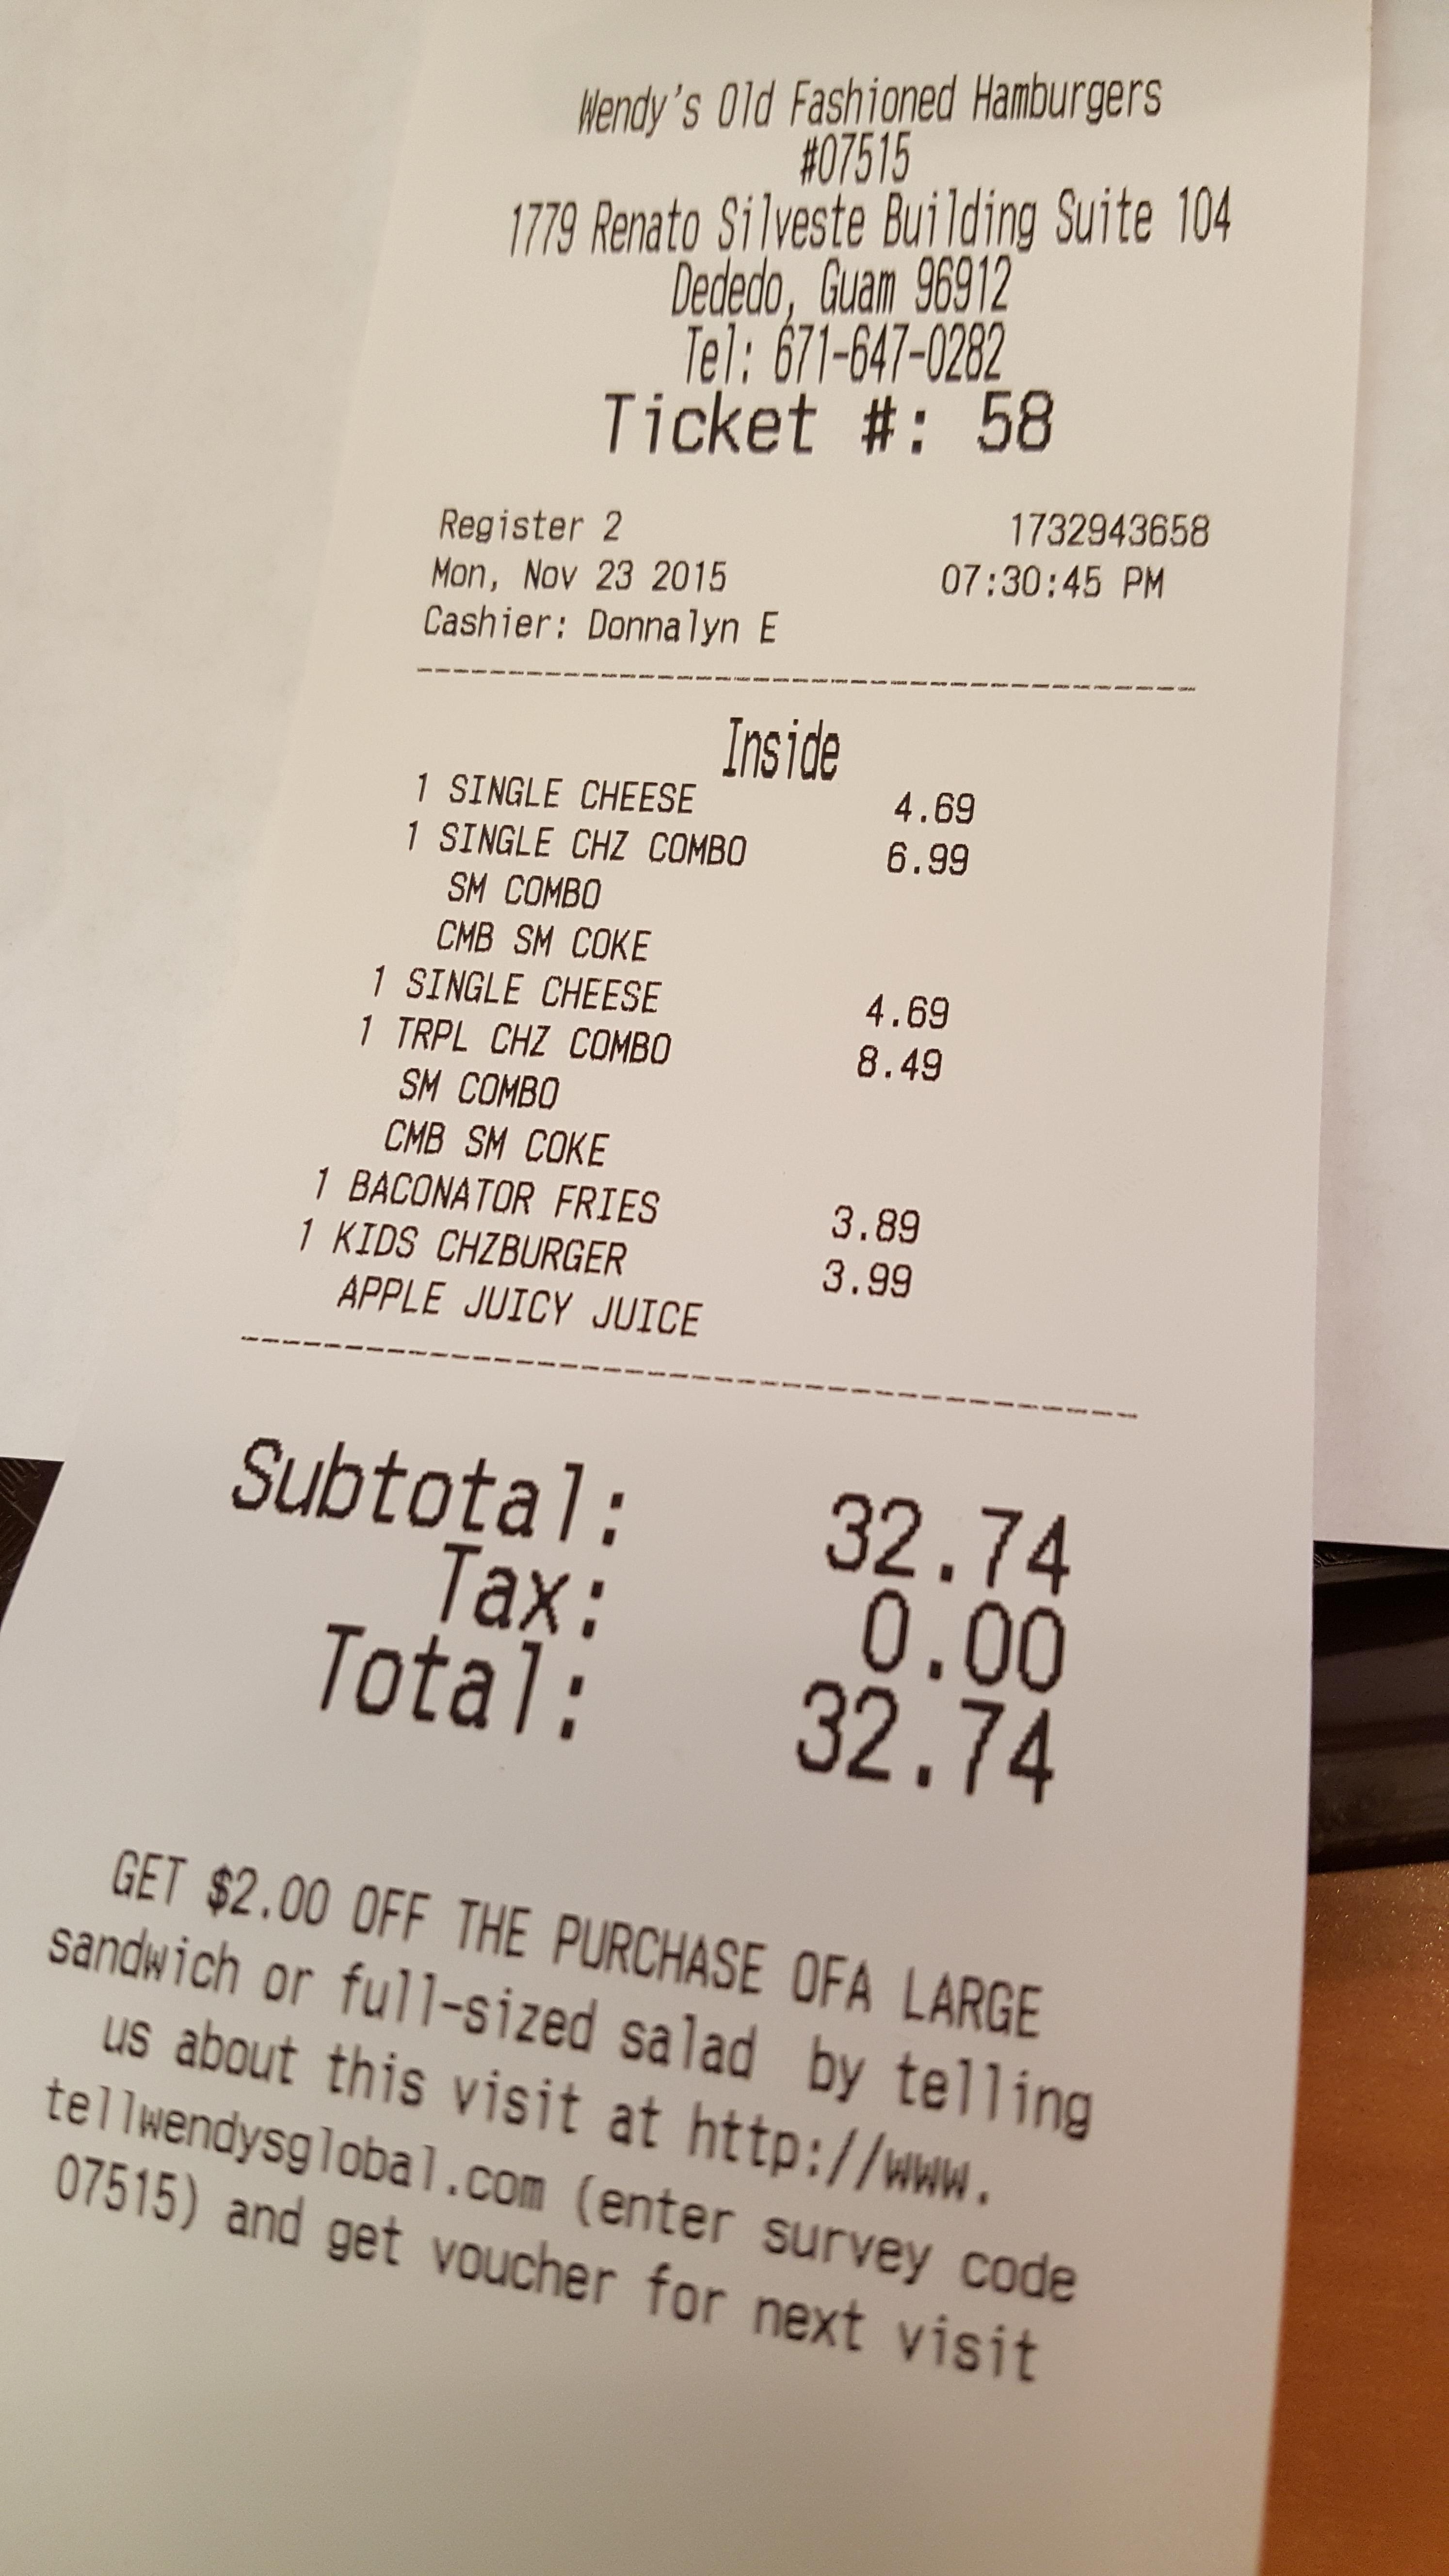 Wendy's Old Fashioned Hamburgers
#07515
1779 Renato Silveste Building Suite 104
Dededo, Guam 96912
Tel: 671-647-0282
Ticket #: 58
Register 2 1732943658
Mon, Nov 23 2015 07:30:45 PM
Cashier: Donnalyn E
Inside
1 SINGLE CHEESE 4.69
1 SINGLE CHZ COMBO 6.99
SM COMBO
CMB SM COKE
1 SINGLE CHEESE 4.69
1 TRPL CHZ COMBO 8.49
SM COMBO
CMB SM COKE
1 BACONATOR FRIES 3.89
1 KIDS CHZBURGER 3.99
APPLE JUICY JUICE
Subtotal: 32.74
Tax: 0.00
Total: 32.74
GET $2.00 OFF THE PURCHASE OFA LARGE
sandwich or full-sized salad by telling
us about this visit at http://www.
tellwendysglobal.com (enter survey code
07515) and get voucher for next visit